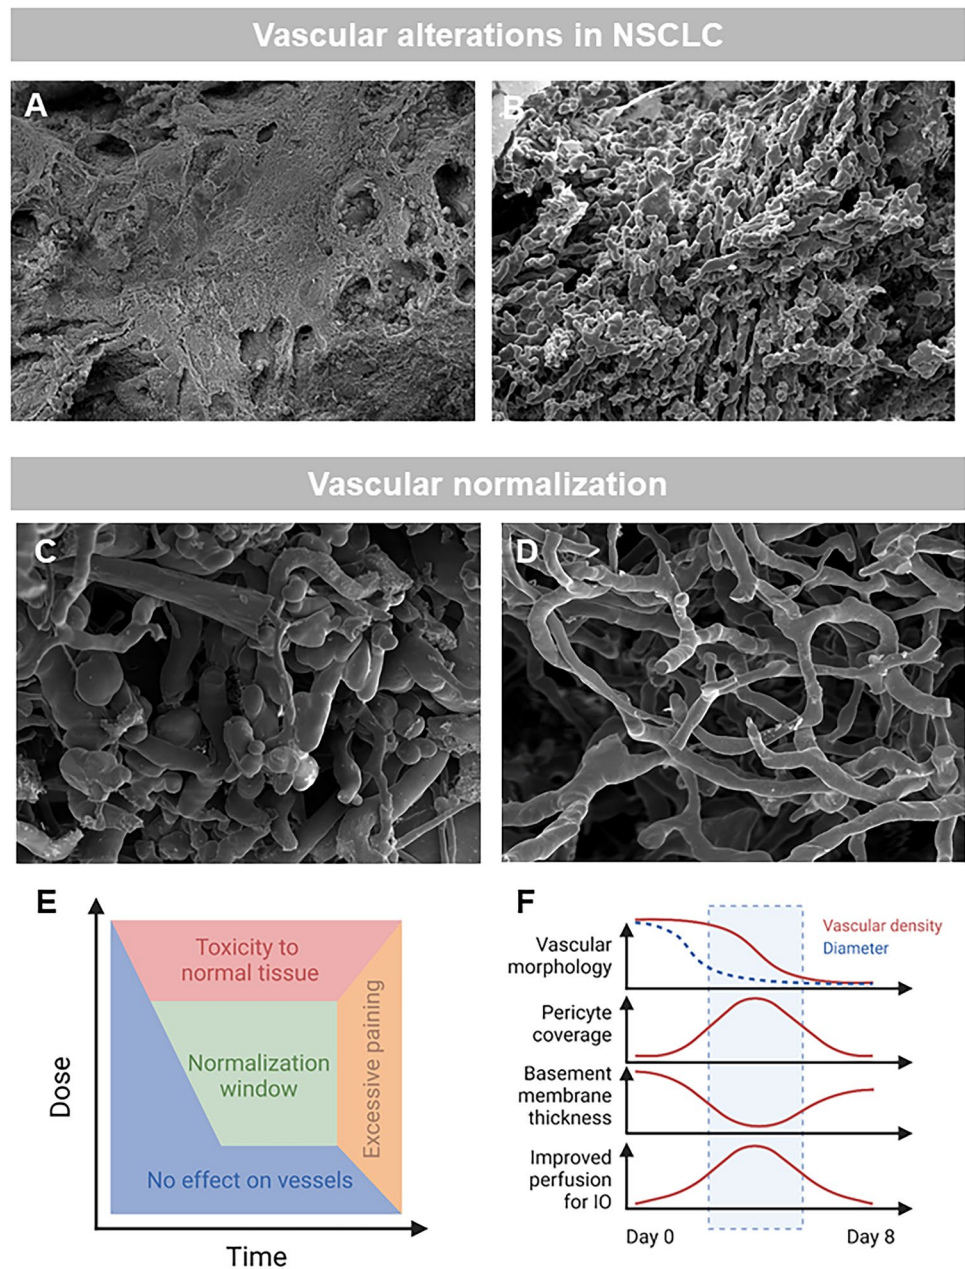 Vascular alterations in NSCLC
A
B
Vascular normalization
C
D
E
Dose
Toxicity to
normal tissue
Normalization
window
Excessive paining
No effect on vessels
Time
F
Vascular density
Diameter
Vascular
morphology
Pericyte
coverage
Basement
membrane
thickness
Improved
perfusion
for IO
Day 0
Day 8